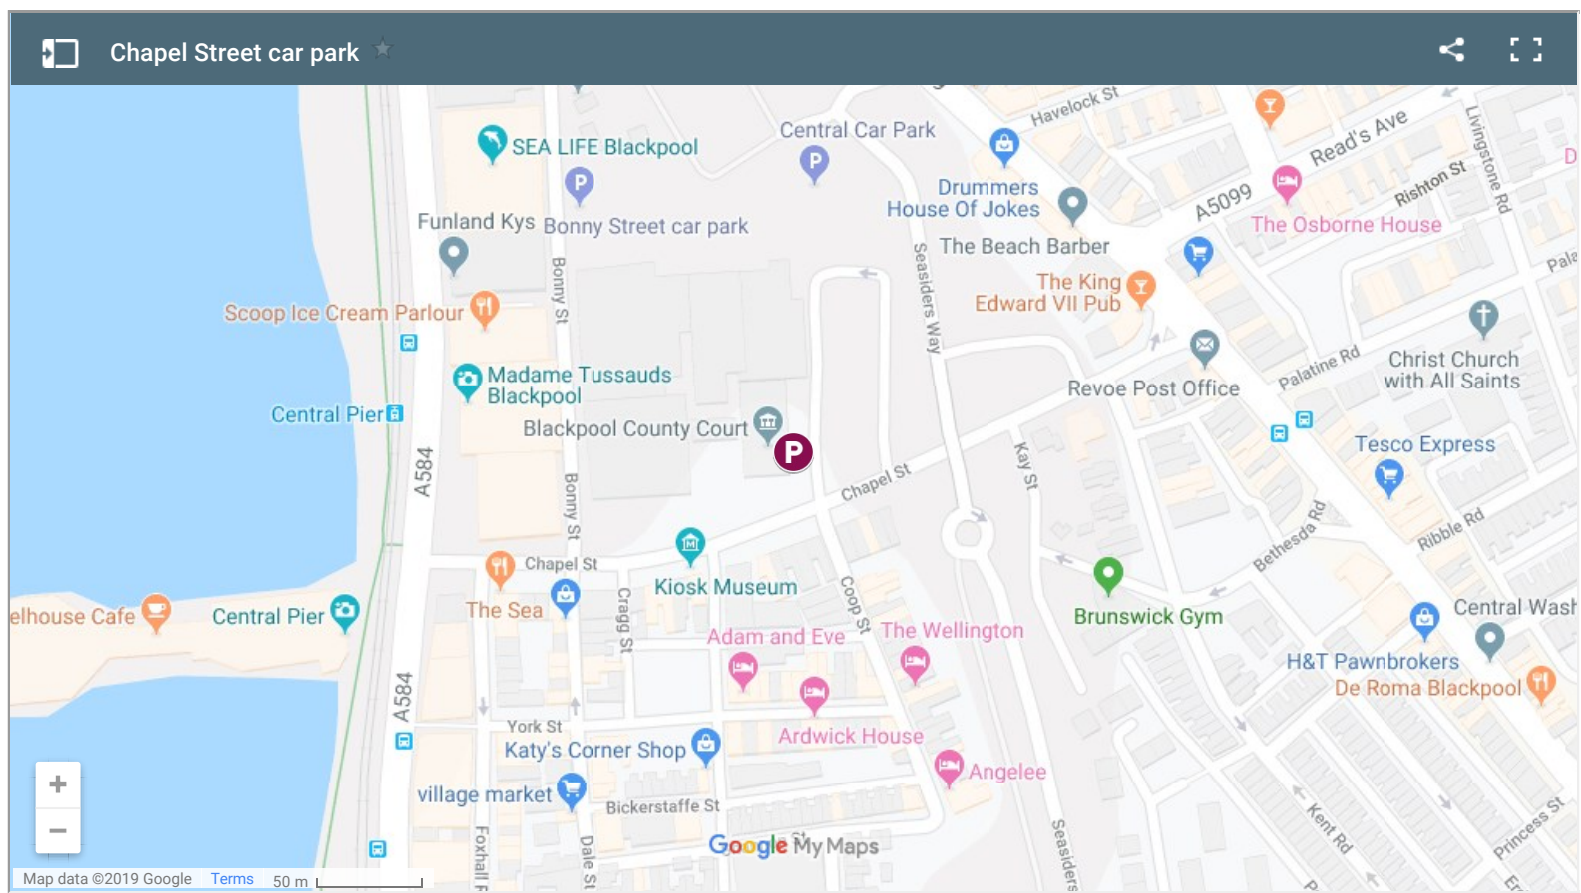 Chapel Street car park
Havelock St
Central Car Park
Read's Ave
Livingstone Rd
SEA LIFE Blackpool
P
P
Rishton St
Drummers
House Of Jokes
A5099
The Osborne House
Funland Kys
Bonny Street car park
The Beach Barber
Bonny St
Seasiders Way
The King
Edward VII Pub
Scoop Ice Cream Parlour
Palatine Rd
Christ Church
with All Saints
Madame Tussauds
Blackpool
Revoe Post Office
Central Pier
Blackpool County Court
P
Tesco Express
A584
Bonny St
Chapel St
Kay St
Ribble Rd
Bethesda Rd
Chapel St
Kiosk Museum
The Sea
Cragg St
Coop St
elhouse Cafe
Central Pier
Brunswick Gym
Central Wash
Adam and Eve
The Wellington
H&T Pawnbrokers
De Roma Blackpool
A584
York St
Katy's Corner Shop
Ardwick House
Angelee
village market
Bickerstaffe St
Foxhall R
Dale St
Google My Maps
St
Seasiders
Kent Rd
Princess St
+
−
Map data ©2019 Google Terms 50 m